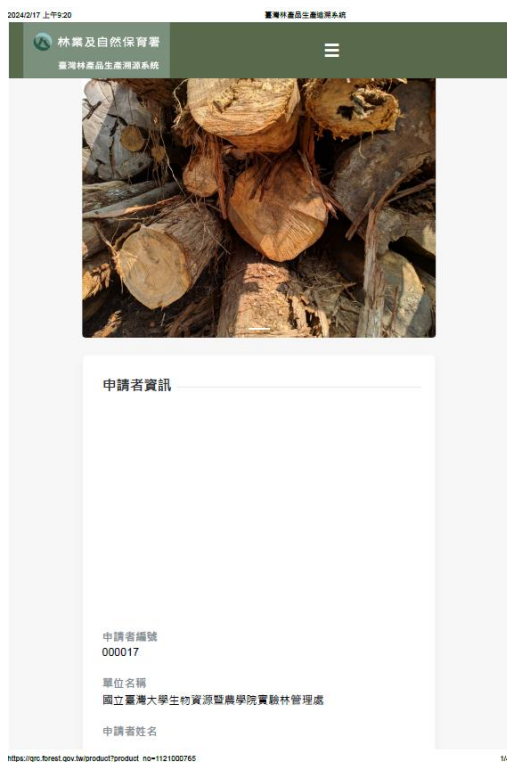 2024/2/17 上午9:20
臺灣林產品生產追溯系統
林業及自然保育署
臺灣林產品生產溯源系統
申請者資訊
申請者編號
000017
單位名稱
國立臺灣大學生物資源暨農學院實驗林管理處
申請者姓名
https://qrc.forest.gov.tw/product?product_no=1121000765
1/4